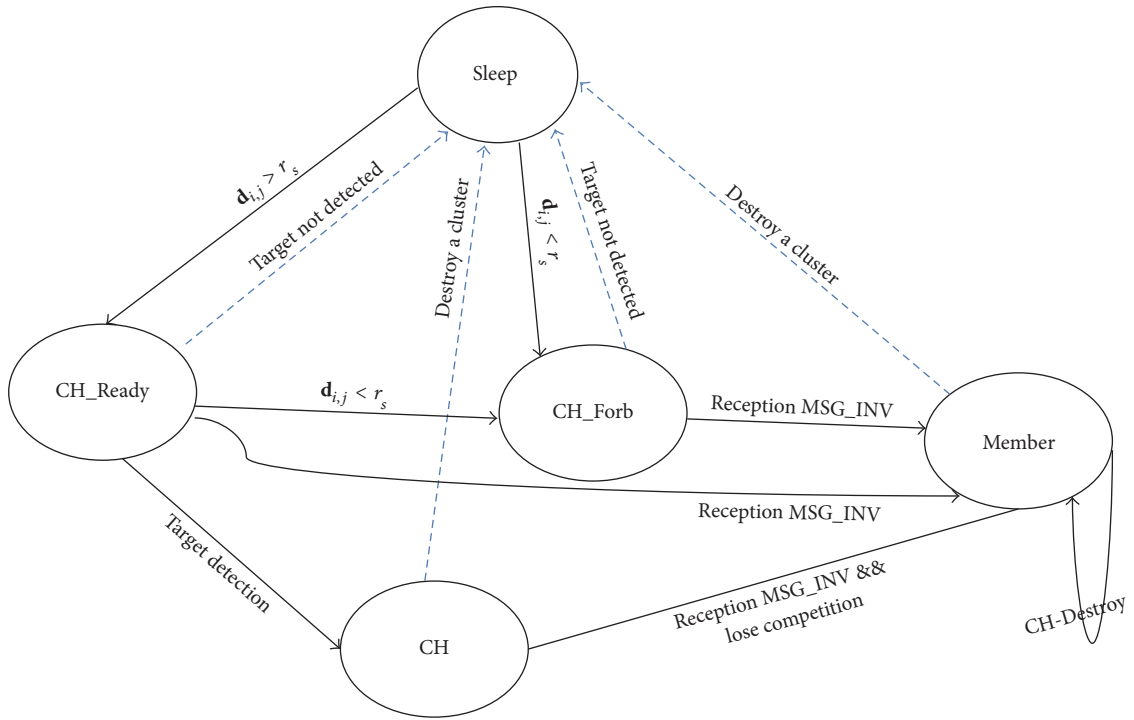 Sleep
d_{i,j} > r_s
Target not detected
Destroy a cluster
d_{i,j} < r_s
Target not detected
Destroy a cluster
CH_Ready
d_{i,j} < r_s
CH_Forb
Reception MSG_INV
Member
Reception MSG_INV
Target detection
CH
Reception MSG_INV &&
lose competition
CH-Destroy